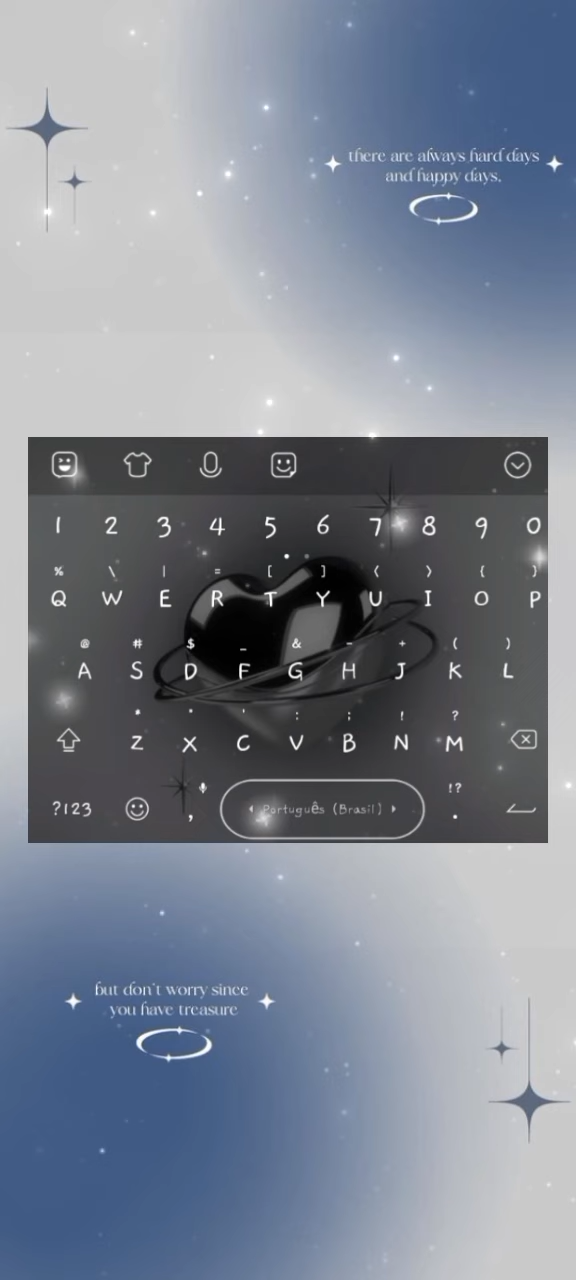 there are always hard days
and happy days,
1 2 3 4 5 6 7 8 9 0
% \ | = [ ] < > { }
Q W E R T Y U I O P
@ # $ _ & - + ( )
A S D F G H J K L
* " ' : ; ! ?
Z X C V B N M
!?
?123 , Português (Brasil) .
but don't worry since
you have treasure